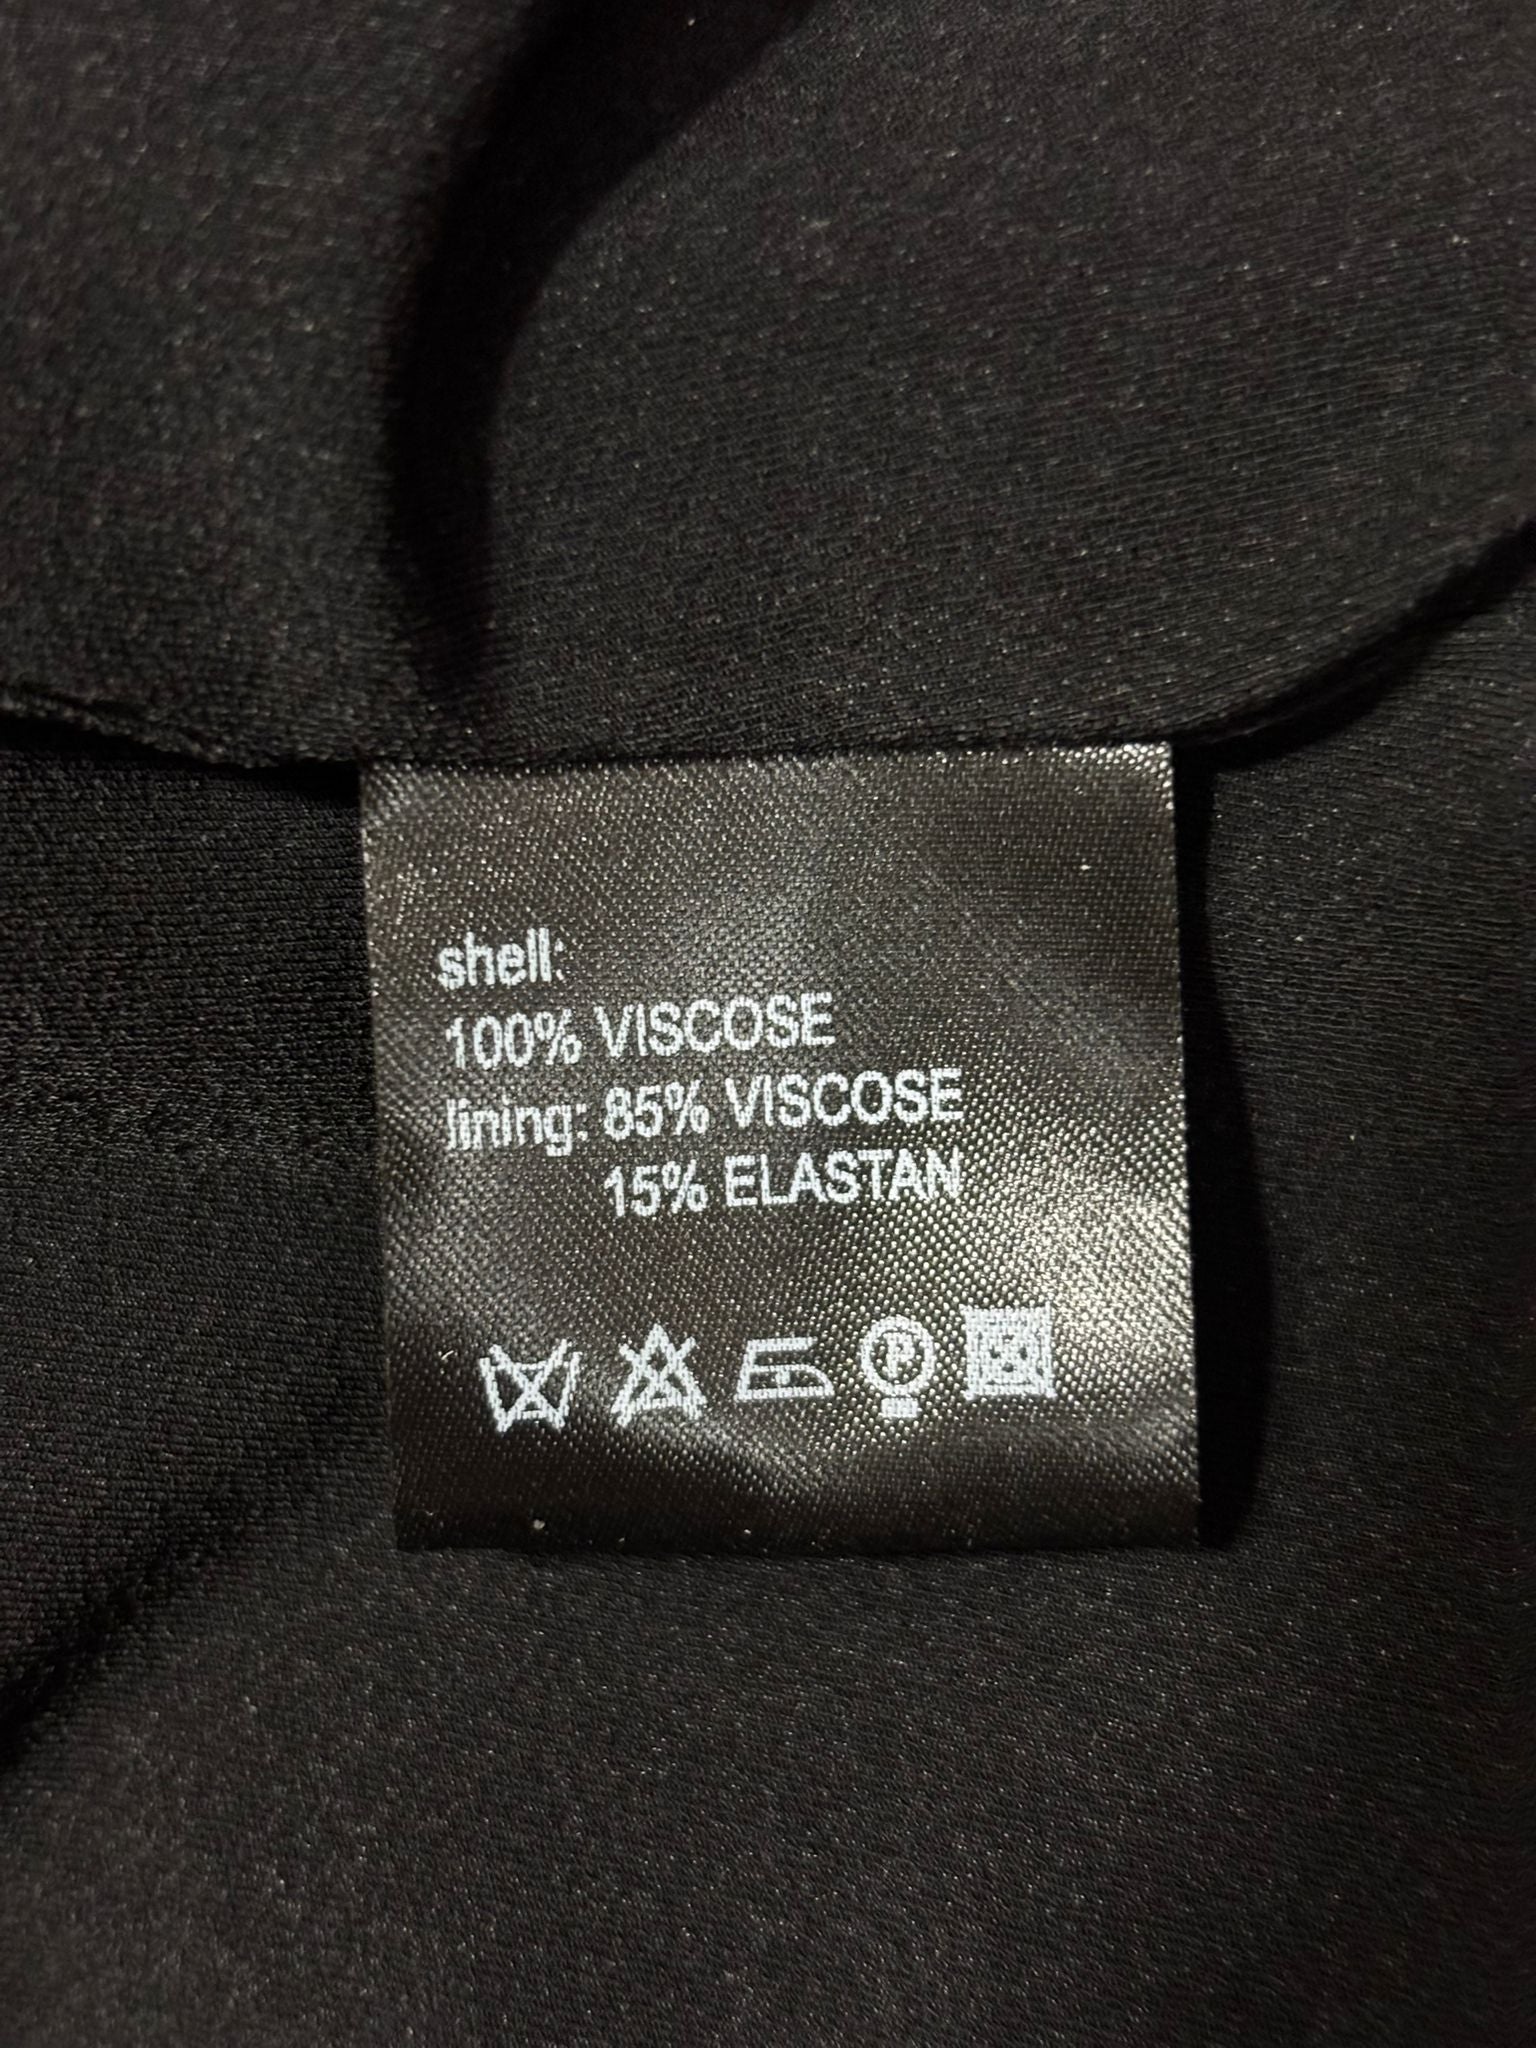 shell:
100% VISCOSE
lining: 85% VISCOSE
15% ELASTAN
P